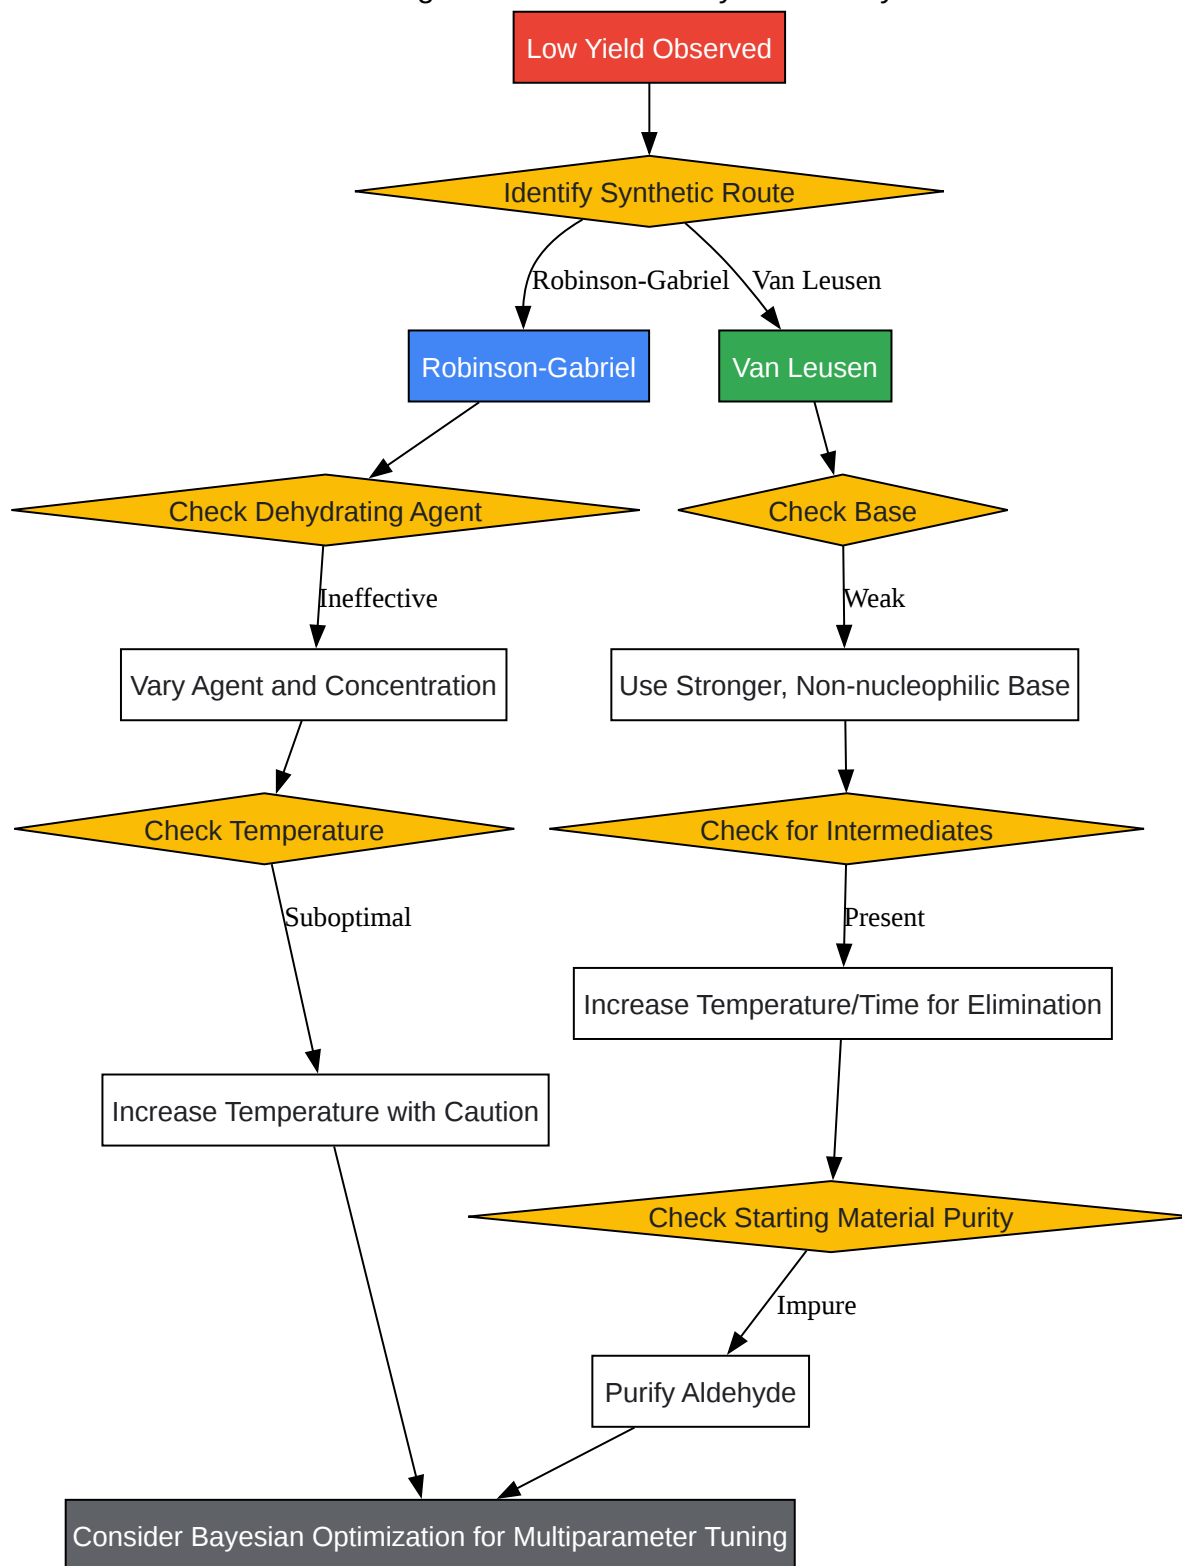 Low Yield Observed
Identify Synthetic Route
Robinson-Gabriel
Van Leusen
Robinson-Gabriel
Van Leusen
Check Dehydrating Agent
Check Base
Ineffective
Weak
Vary Agent and Concentration
Use Stronger, Non-nucleophilic Base
Check Temperature
Check for Intermediates
Suboptimal
Present
Increase Temperature/Time for Elimination
Increase Temperature with Caution
Check Starting Material Purity
Impure
Purify Aldehyde
Consider Bayesian Optimization for Multiparameter Tuning